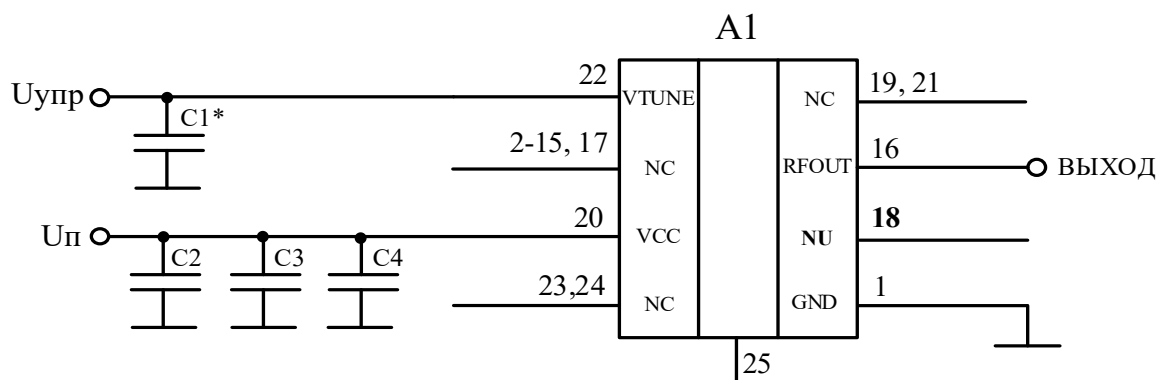 A1
Uупр
C1*
22
VTUNE
NC
19, 21
2-15, 17
NC
RFOUT
16
ВЫХОД
Uп
C2
C3
C4
20
VCC
NU
18
23,24
NC
GND
1
25